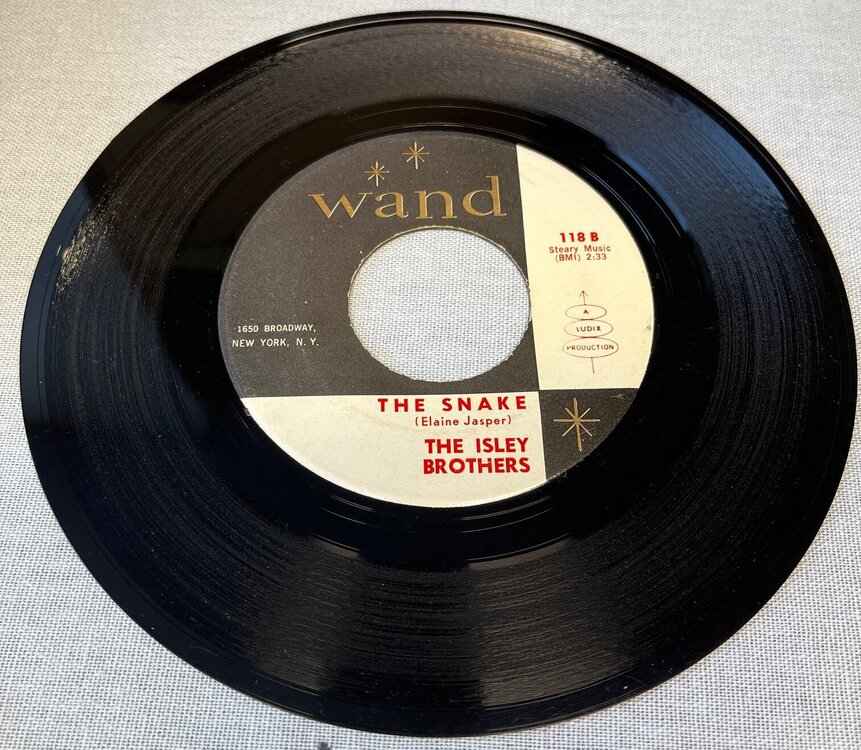 wand
118 B
Steary Music
(BMI) 2:33
A
LUDIX
PRODUCTION
1650 BROADWAY,
NEW YORK, N. Y.
THE SNAKE
(Elaine Jasper)
THE ISLEY
BROTHERS